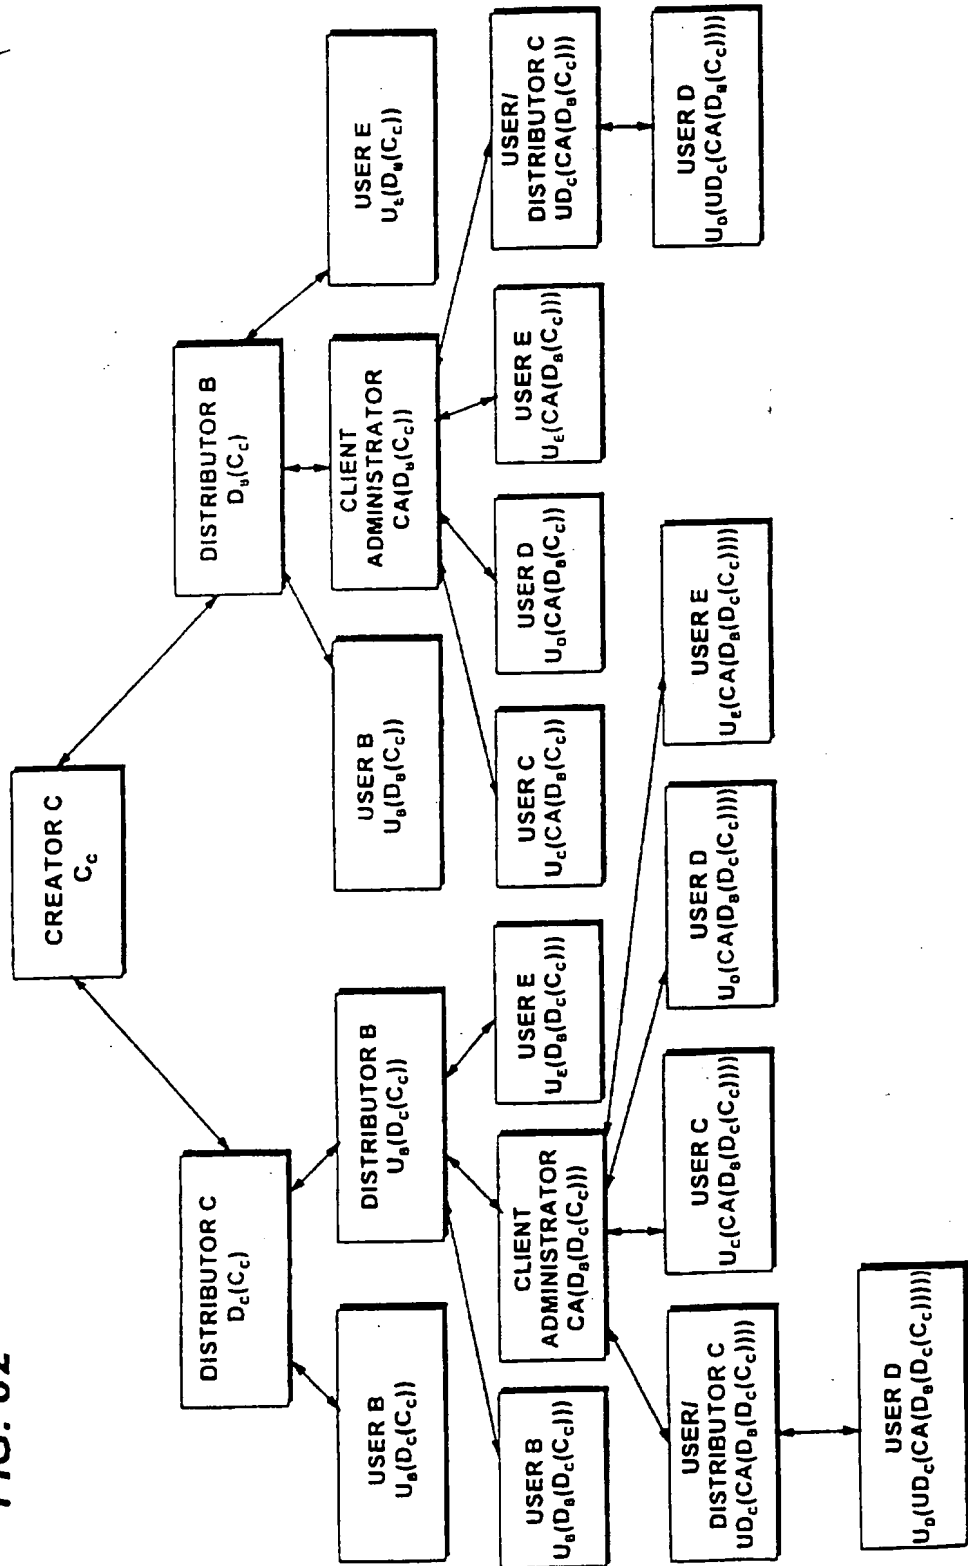 FIG. 82
CREATOR C
C_C
DISTRIBUTOR C
D_C(C_C)
DISTRIBUTOR B
D_B(C_C)
USER B
U_B(D_C(C_C))
DISTRIBUTOR B
U_B(D_C(C_C))
USER B
U_B(D_B(C_C))
CLIENT
ADMINISTRATOR
CA(D_B(C_C))
USER E
U_E(D_B(C_C))
USER B
U_B(D_B(D_C(C_C)))
CLIENT
ADMINISTRATOR
CA(D_B(D_C(C_C)))
USER E
U_E(D_B(D_C(C_C)))
USER C
U_C(CA(D_B(C_C))
USER D
U_D(CA(D_B(C_C))
USER E
U_E(CA(D_B(C_C)))
USER/
DISTRIBUTOR C
UD_C(CA(D_B(C_C)))
USER/
DISTRIBUTOR C
UD_C(CA(D_B(D_C(C_C))))
USER C
U_C(CA(D_B(D_C(C_C))))
USER D
U_D(CA(D_B(D_C(C_C))))
USER E
U_E(CA(D_B(D_C(C_C))))
USER D
U_D(UD_C(CA(D_B(C_C))))
USER D
U_D(UD_C(CA(D_B(D_C(C_C)))))